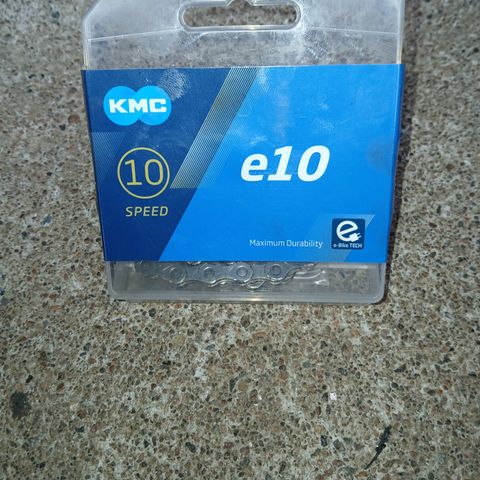 KMC
10
SPEED
e10
Maximum Durability
e
e-Bike TECH